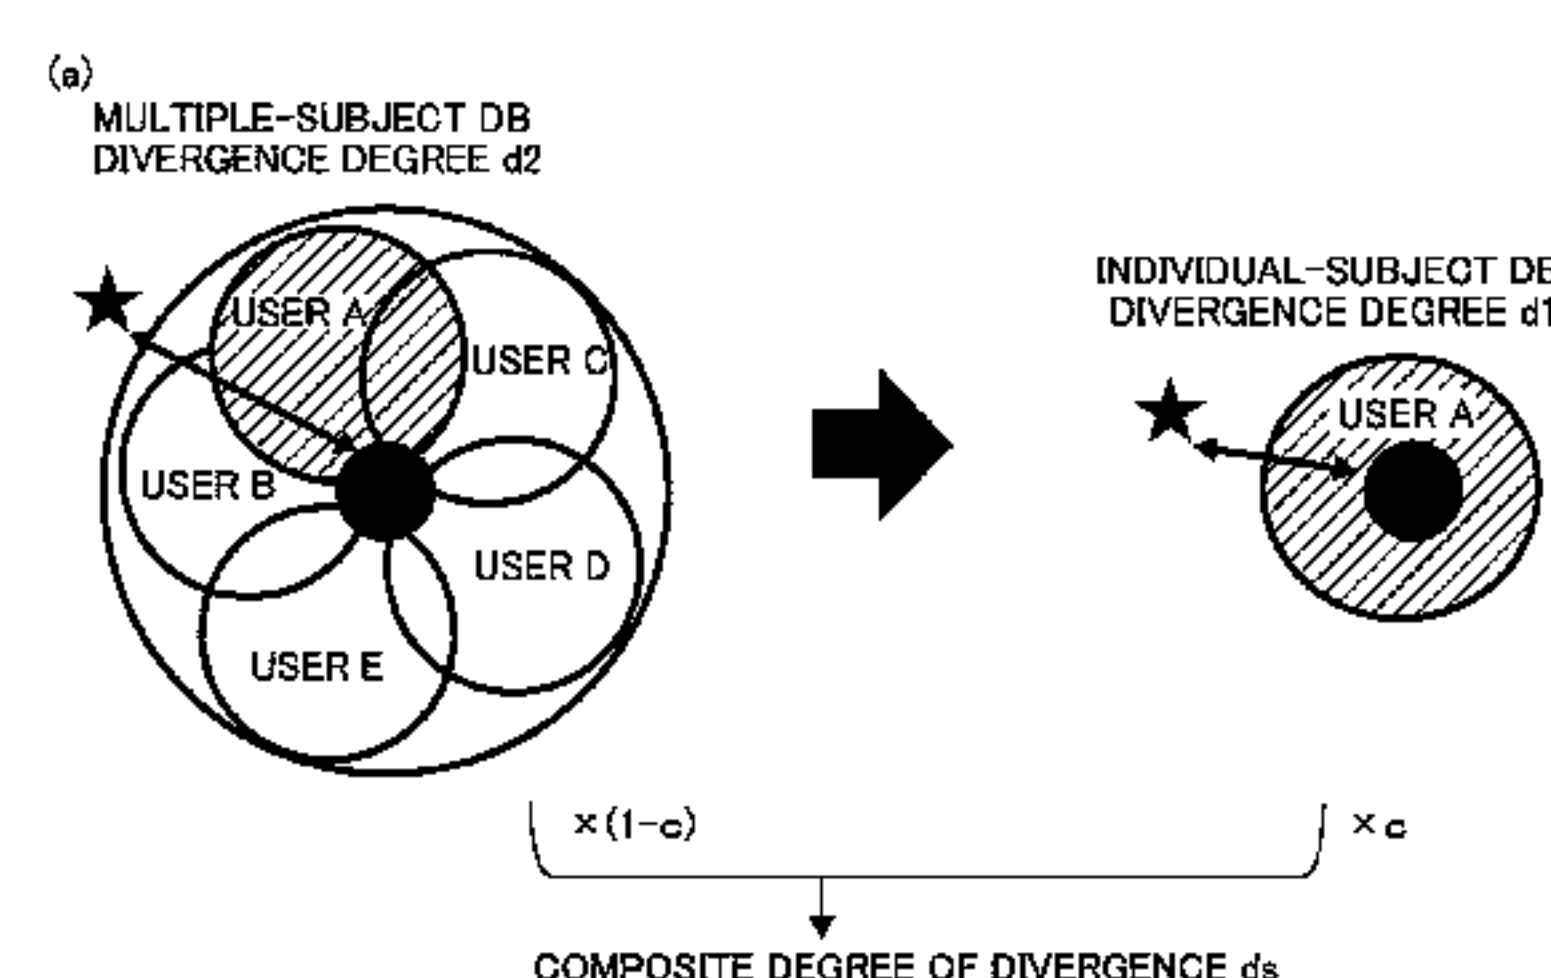 (a)
MULTIPLE-SUBJECT DB
DIVERGENCE DEGREE d2
USER A
USER C
USER B
USER D
USER E
INDIVIDUAL-SUBJECT DB
DIVERGENCE DEGREE d1
USER A
×(1-c)
×c
COMPOSITE DEGREE OF DIVERGENCE ds